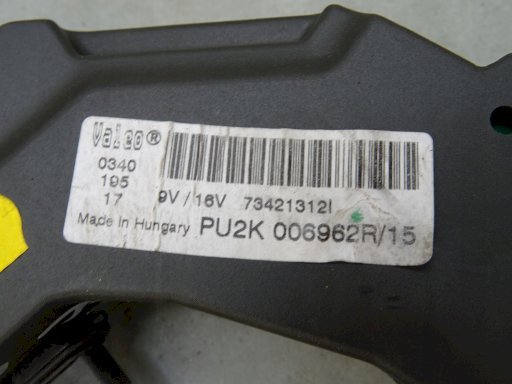 Valeo®
0340
195
17
9V / 16V 73421312I
Made in Hungary PU2K 006962R/15